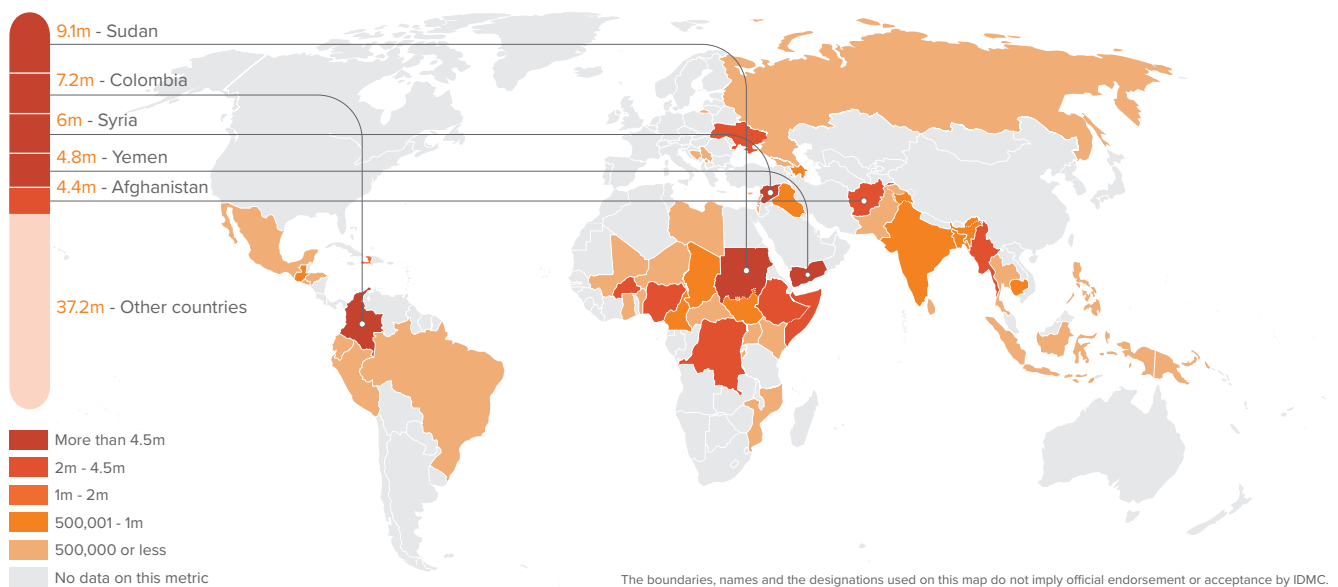 9.1m - Sudan
7.2m - Colombia
6m - Syria
4.8m - Yemen
4.4m - Afghanistan
37.2m - Other countries
More than 4.5m
2m - 4.5m
1m - 2m
500,001 - 1m
500,000 or less
No data on this metric
The boundaries, names and the designations used on this map do not imply official endorsement or acceptance by IDMC.